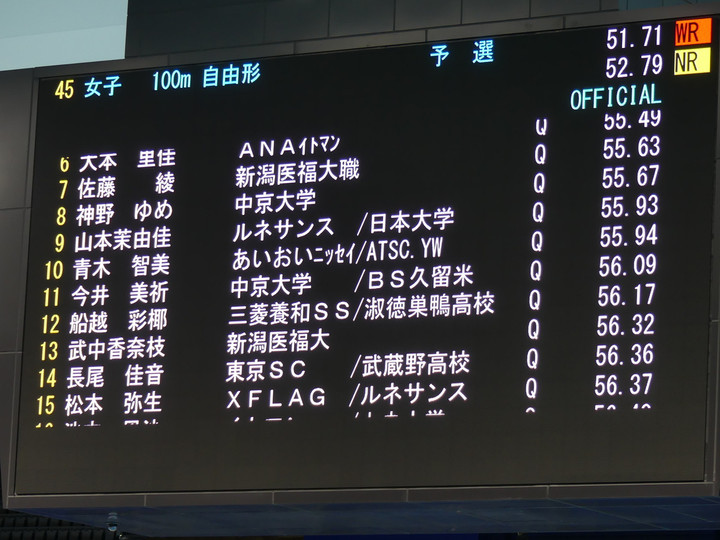 予 選 51.71 WR
45 女子 100m 自由形 52.79 NR
OFFICIAL
6 大本 里佳 ＡＮＡｲﾄﾏﾝ Q 55.49
7 佐藤 綾 新潟医福大職 Q 55.63
8 神野 ゆめ 中京大学 Q 55.67
9 山本茉由佳 ルネサンス /日本大学 Q 55.93
10 青木 智美 あいおいﾆｯｾｲ/ATSC.YW Q 55.94
11 今井 美祈 中京大学 /ＢＳ久留米 Q 56.09
12 船越 彩椰 三菱養和ＳＳ/淑徳巣鴨高校 Q 56.17
13 武中香奈枝 新潟医福大 Q 56.32
14 長尾 佳音 東京ＳＣ /武蔵野高校 Q 56.36
15 松本 弥生 ＸＦＬＡＧ /ルネサンス Q 56.37